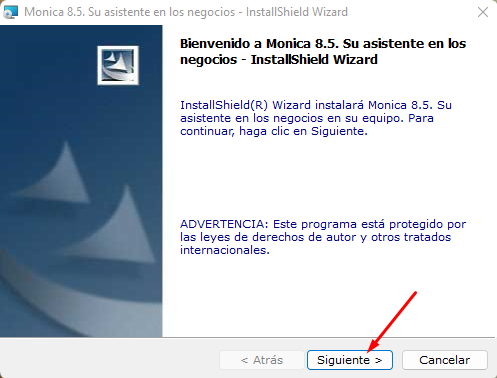 Monica 8.5. Su asistente en los negocios - InstallShield Wizard
Bienvenido a Monica 8.5. Su asistente en los
negocios - InstallShield Wizard
InstallShield(R) Wizard instalará Monica 8.5. Su
asistente en los negocios en su equipo. Para
continuar, haga clic en Siguiente.
ADVERTENCIA: Este programa está protegido por
las leyes de derechos de autor y otros tratados
internacionales.
< Atrás
Siguiente >
Cancelar